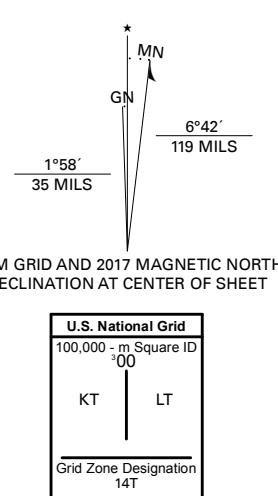 ★
MN
GN
6°42´
119 MILS
1°58´
35 MILS
M GRID AND 2017 MAGNETIC NORTH
ECLINATION AT CENTER OF SHEET
U.S. National Grid
100,000 - m Square ID
³00
KT LT
Grid Zone Designation
14T